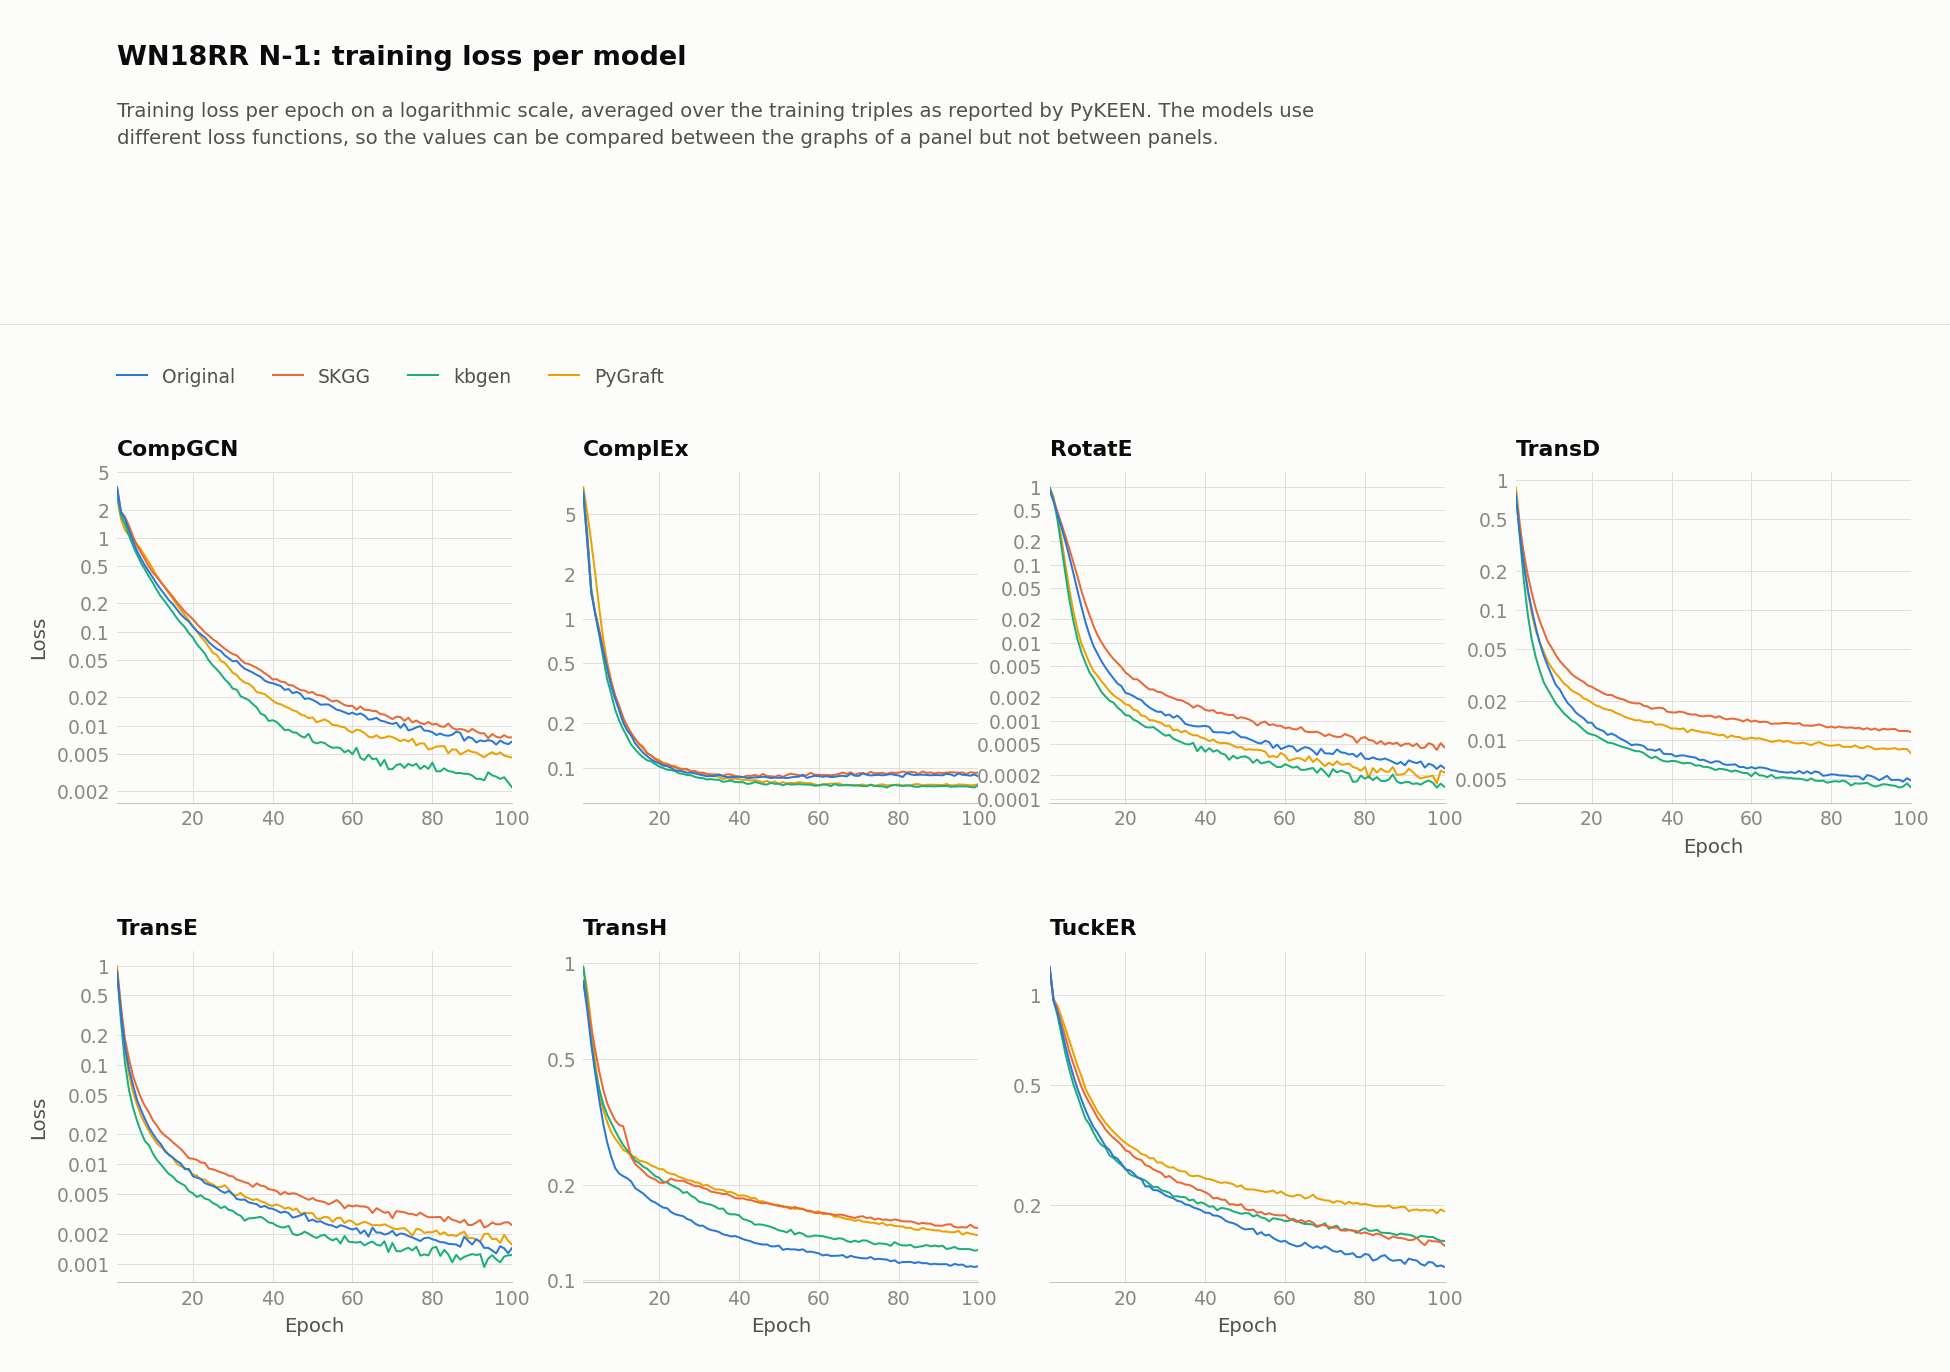 WN18RR N-1: training loss per model
Training loss per epoch on a logarithmic scale, averaged over the training triples as reported by PyKEEN. The models use
different loss functions, so the values can be compared between the graphs of a panel but not between panels.
Original SKGG kbgen PyGraft
CompGCN
5
2
1
0.5
0.2
0.1
0.05
0.02
0.01
0.005
0.002
Loss
20 40 60 80 100
ComplEx
5
2
1
0.5
0.2
0.1
20 40 60 80 100
RotatE
1
0.5
0.2
0.1
0.05
0.02
0.01
0.005
0.002
0.001
0.0005
0.0002
0.0001
20 40 60 80 100
TransD
1
0.5
0.2
0.1
0.05
0.02
0.01
0.005
20 40 60 80 100
Epoch
TransE
1
0.5
0.2
0.1
0.05
0.02
0.01
0.005
0.002
0.001
Loss
20 40 60 80 100
Epoch
TransH
1
0.5
0.2
0.1
20 40 60 80 100
Epoch
TuckER
1
0.5
0.2
20 40 60 80 100
Epoch